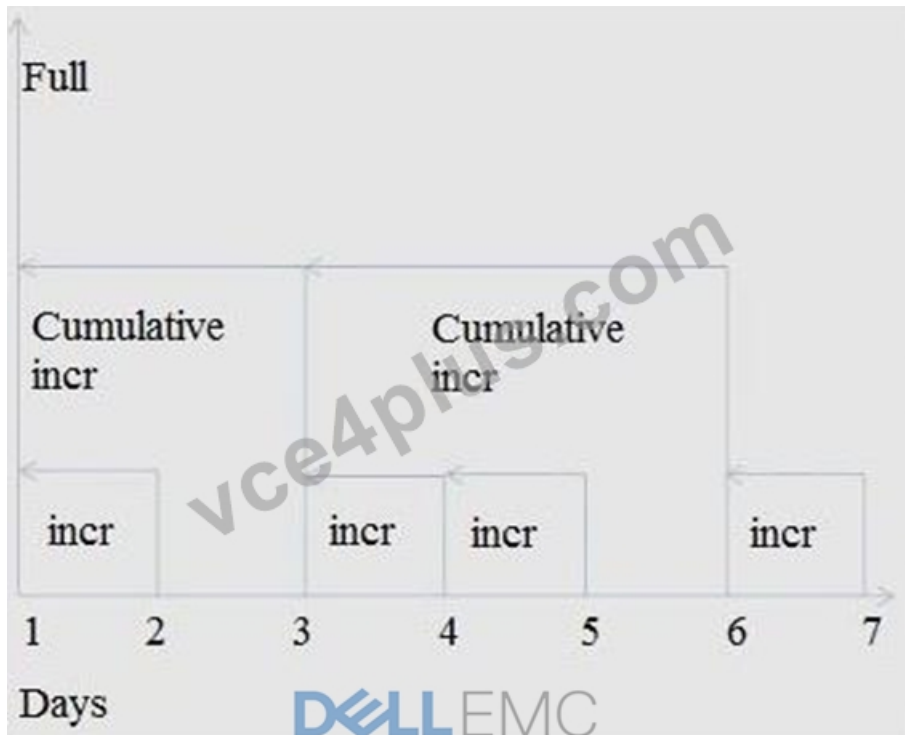 Full
Cumulative
incr
Cumulative
incr
vce4plus.com
incr
incr
incr
incr
1 2 3 4 5 6 7
Days
DELL EMC